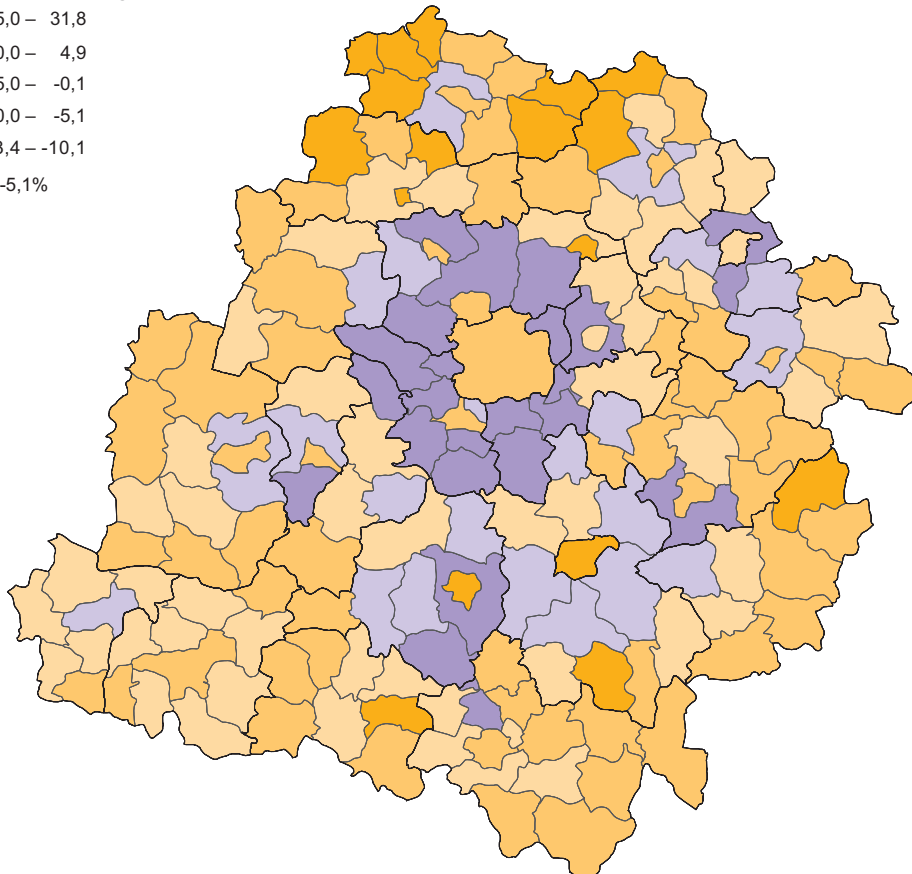 5,0 – 31,8
0,0 – 4,9
5,0 – -0,1
0,0 – -5,1
3,4 – -10,1
-5,1%